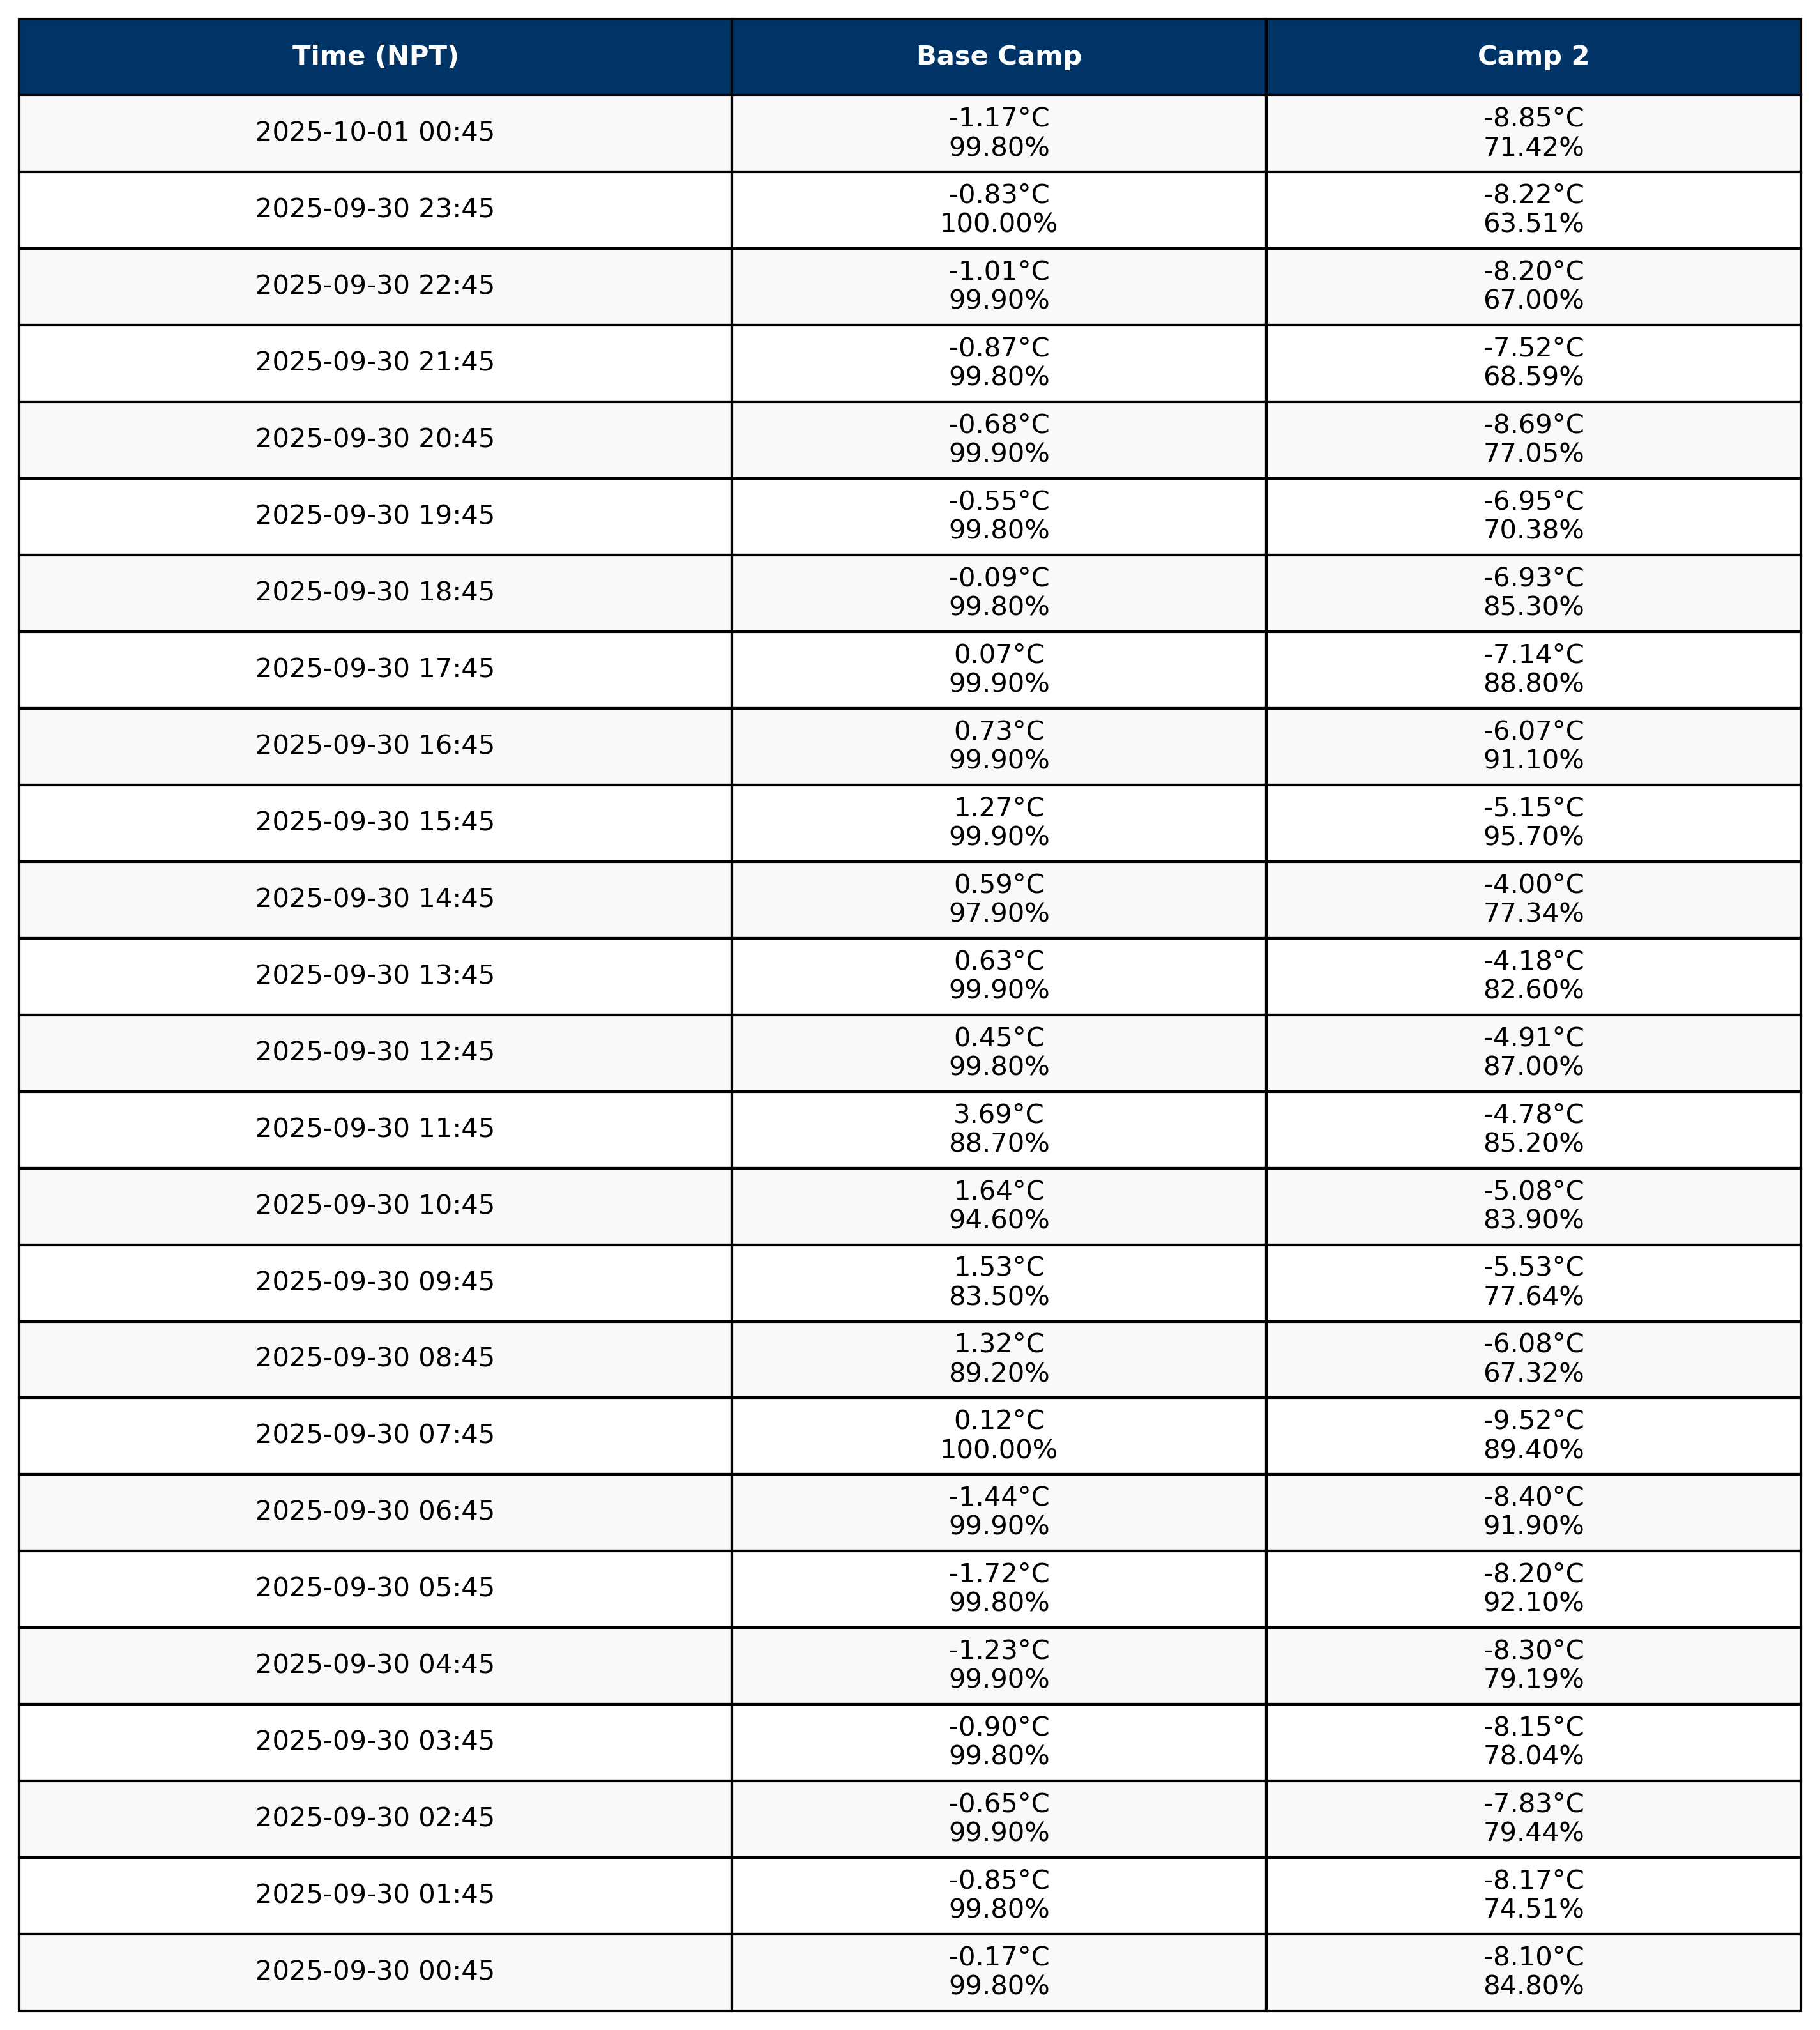 Time (NPT) Base Camp Camp 2
2025-10-01 00:45 -1.17°C -8.85°C
99.80% 71.42%
2025-09-30 23:45 -0.83°C -8.22°C
100.00% 63.51%
2025-09-30 22:45 -1.01°C -8.20°C
99.90% 67.00%
2025-09-30 21:45 -0.87°C -7.52°C
99.80% 68.59%
2025-09-30 20:45 -0.68°C -8.69°C
99.90% 77.05%
2025-09-30 19:45 -0.55°C -6.95°C
99.80% 70.38%
2025-09-30 18:45 -0.09°C -6.93°C
99.80% 85.30%
2025-09-30 17:45 0.07°C -7.14°C
99.90% 88.80%
2025-09-30 16:45 0.73°C -6.07°C
99.90% 91.10%
2025-09-30 15:45 1.27°C -5.15°C
99.90% 95.70%
2025-09-30 14:45 0.59°C -4.00°C
97.90% 77.34%
2025-09-30 13:45 0.63°C -4.18°C
99.90% 82.60%
2025-09-30 12:45 0.45°C -4.91°C
99.80% 87.00%
2025-09-30 11:45 3.69°C -4.78°C
88.70% 85.20%
2025-09-30 10:45 1.64°C -5.08°C
94.60% 83.90%
2025-09-30 09:45 1.53°C -5.53°C
83.50% 77.64%
2025-09-30 08:45 1.32°C -6.08°C
89.20% 67.32%
2025-09-30 07:45 0.12°C -9.52°C
100.00% 89.40%
2025-09-30 06:45 -1.44°C -8.40°C
99.90% 91.90%
2025-09-30 05:45 -1.72°C -8.20°C
99.80% 92.10%
2025-09-30 04:45 -1.23°C -8.30°C
99.90% 79.19%
2025-09-30 03:45 -0.90°C -8.15°C
99.80% 78.04%
2025-09-30 02:45 -0.65°C -7.83°C
99.90% 79.44%
2025-09-30 01:45 -0.85°C -8.17°C
99.80% 74.51%
2025-09-30 00:45 -0.17°C -8.10°C
99.80% 84.80%